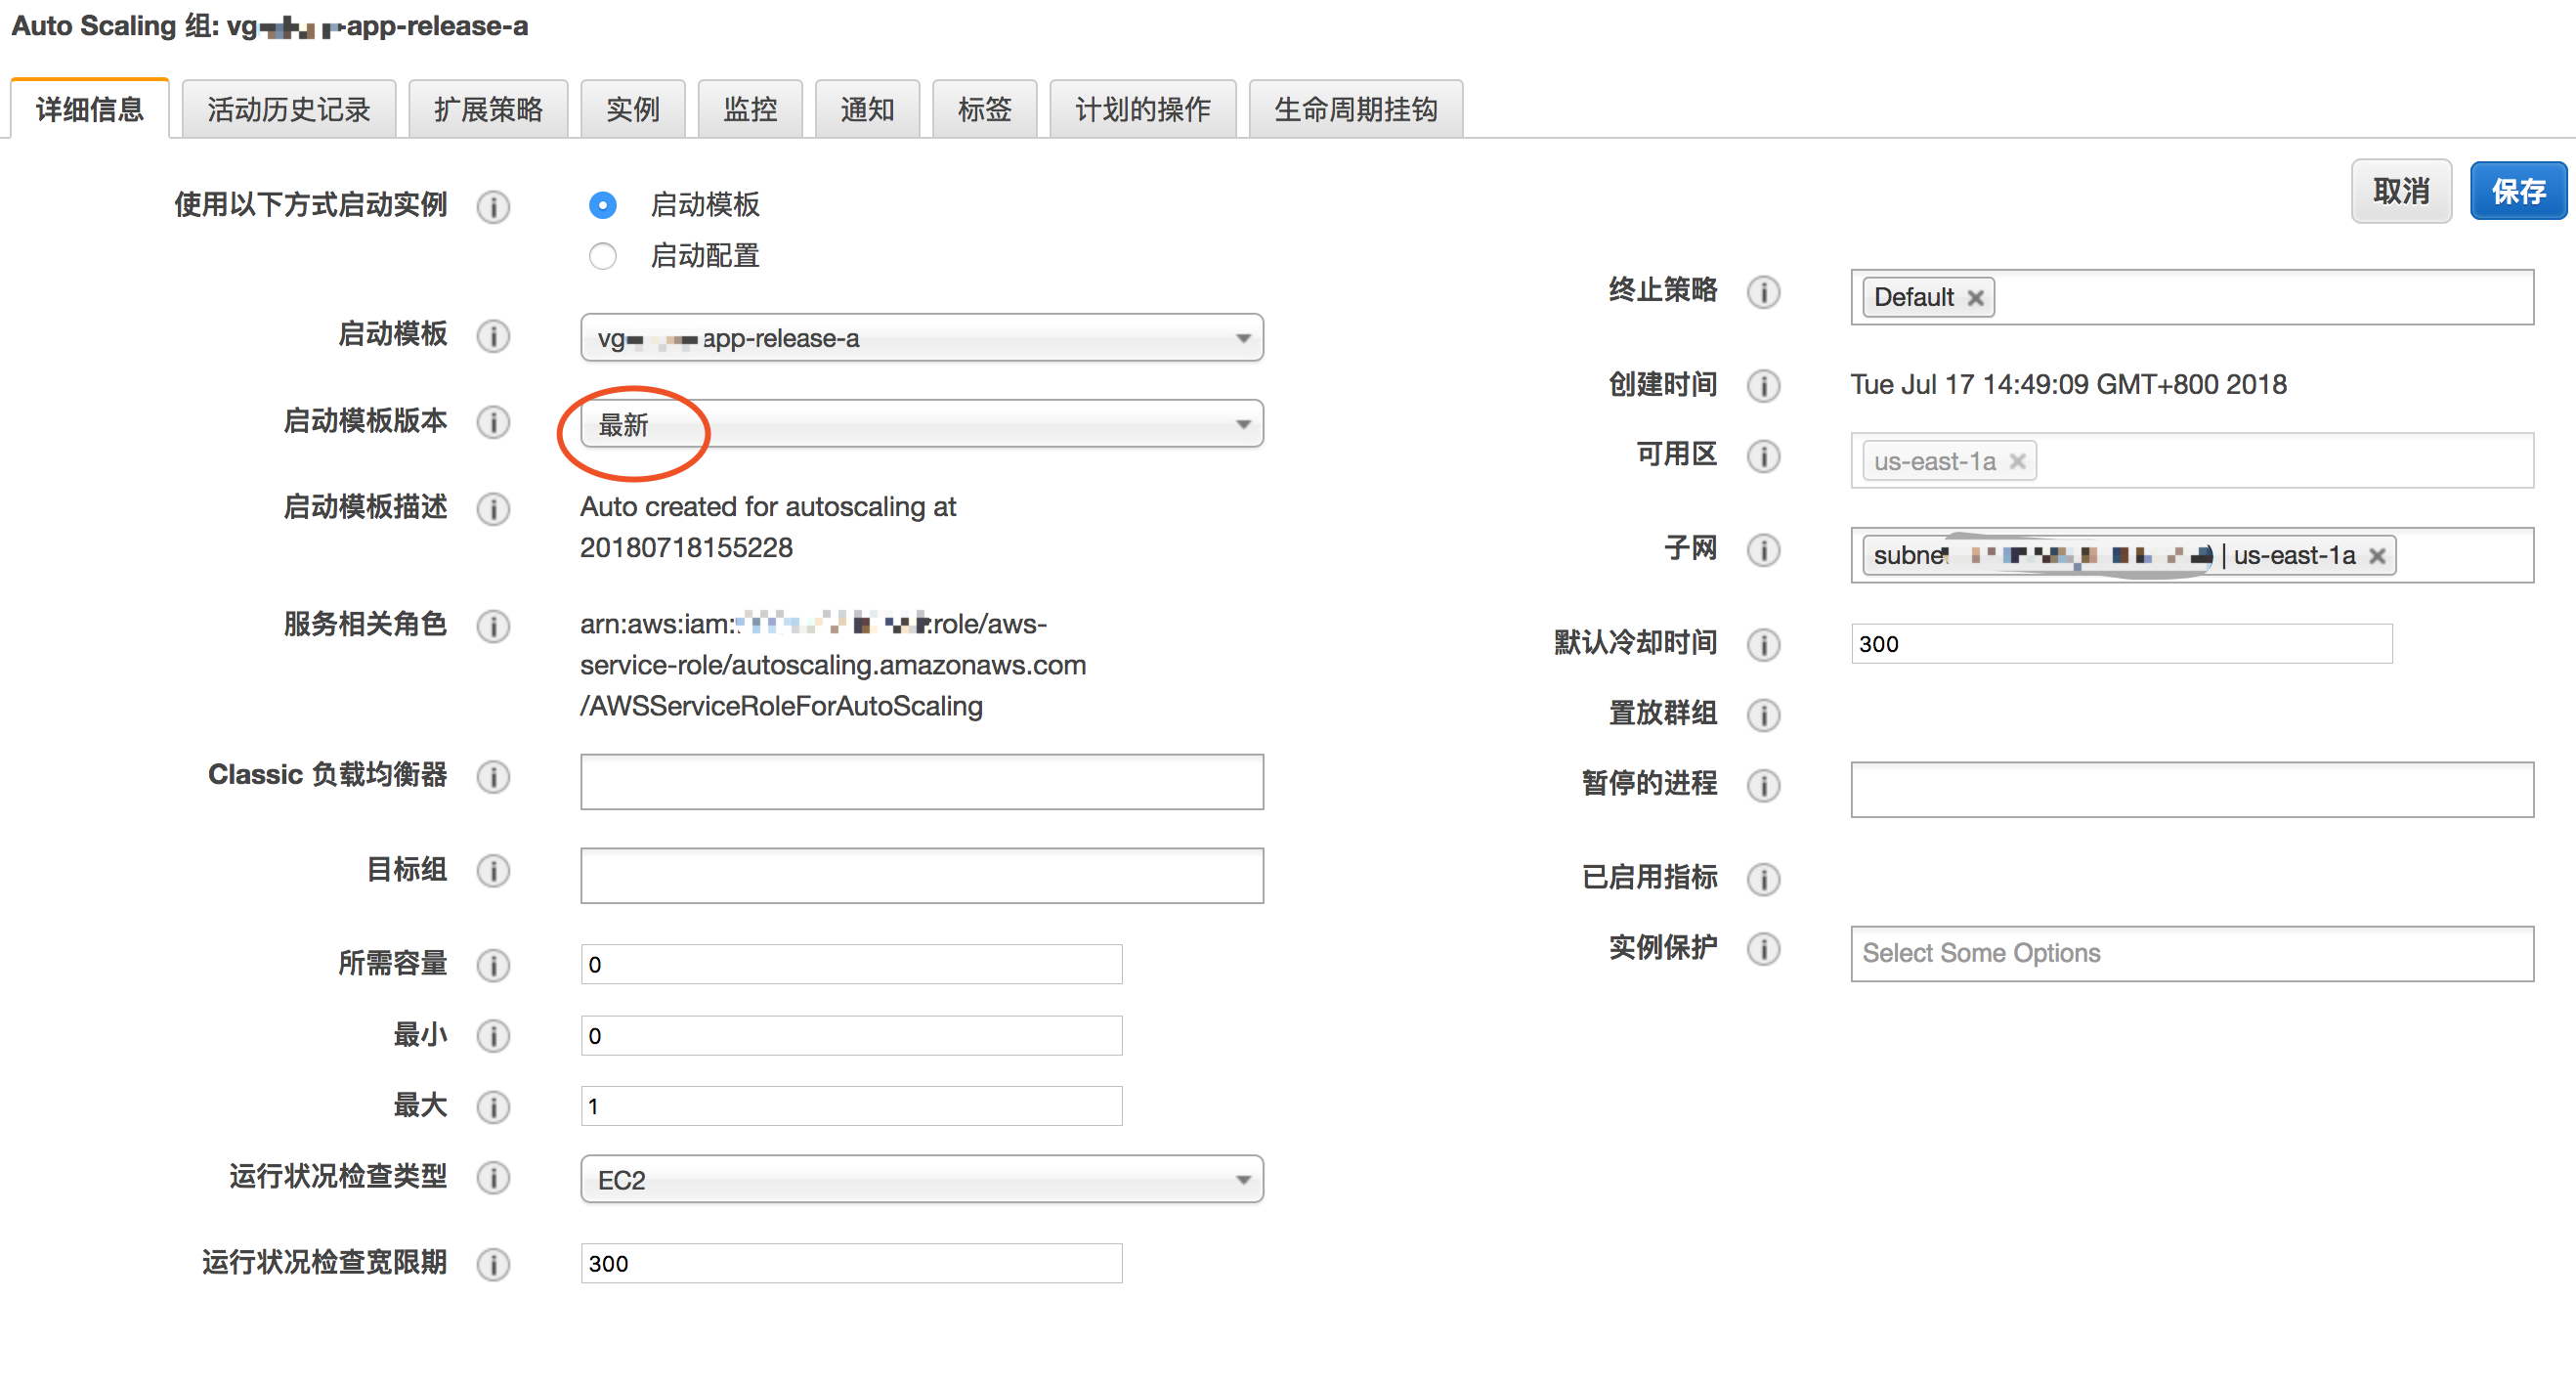 Auto Scaling 组: vg -app-release-a
详细信息
活动历史记录
扩展策略
实例
监控
通知
标签
计划的操作
生命周期挂钩
取消
保存
使用以下方式启动实例
启动模板
启动配置
启动模板
vg app-release-a
启动模板版本
最新
启动模板描述
Auto created for autoscaling at
20180718155228
服务相关角色
arn:aws:iam: :role/aws-
service-role/autoscaling.amazonaws.com
/AWSServiceRoleForAutoScaling
Classic 负载均衡器
目标组
所需容量
0
最小
0
最大
1
运行状况检查类型
EC2
运行状况检查宽限期
300
终止策略
Default
创建时间
Tue Jul 17 14:49:09 GMT+800 2018
可用区
us-east-1a
子网
subne ) | us-east-1a
默认冷却时间
300
置放群组
暂停的进程
已启用指标
实例保护
Select Some Options